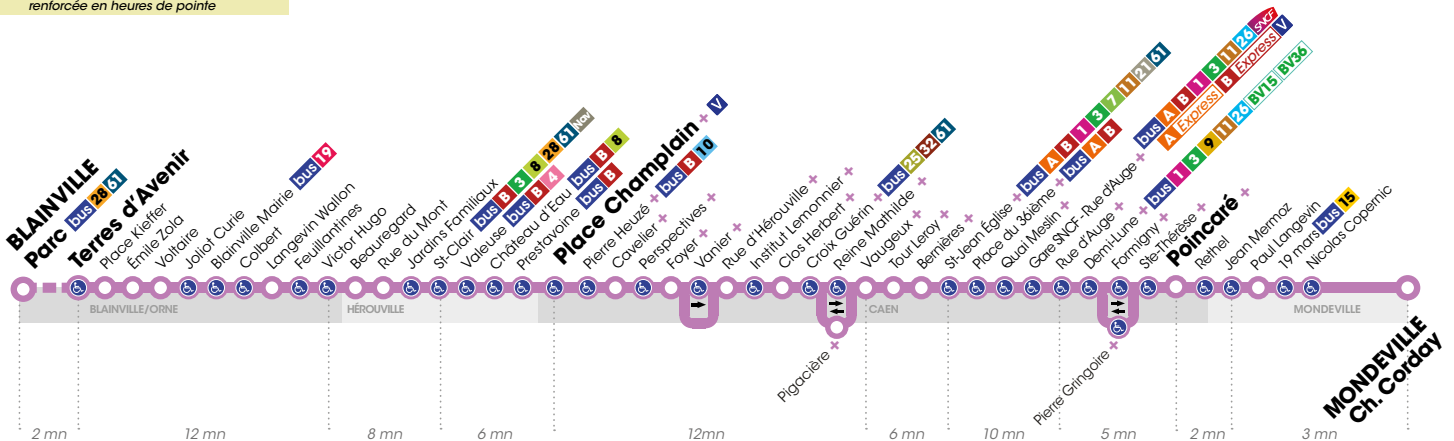 renforcée en heures de pointe
BLAINVILLE
Parc bus 28 61
Terres d'Avenir
Place Kieffer
Émile Zola
Voltaire
Joliot Curie
Blainville Mairie bus 19
Colbert
Langevin Wallon
Feuillantines
Victor Hugo
Beauregard
Rue du Mont
Jardins Familiaux
St-Clair bus B 3 8 28 61 Nav
Valeuse bus B 4
Château d'Eau bus B 8
Prestavoine bus B
Place Champlain V
Pierre Heuzé bus B 10
Cavelier
Perspectives
Foyer
Vanier
Rue d'Hérouville
Institut Lemonnier
Clos Herbert
Croix Guérin bus 25 32 61
Reine Mathilde
Vaugeux
Tour Leroy
Bernières
St-Jean Église bus A B 1 3 7 11 21 61
Place du 36ième bus A B
Quai Meslin
Gare SNCF - Rue d'Auge bus A B 1 3 11 26 SNCF
A Express B Express V
Rue d'Auge
Demi-Lune bus 1 3 9 11 26 BV15 BV36
Formigny
Ste-Thérèse
Poincaré
Rethel
Jean Mermoz
Paul Langevin
19 mars bus 15
Nicolas Copernic
BLAINVILLE/ORNE
HÉROUVILLE
CAEN
MONDEVILLE
Pigacière
Pierre Gringoire
MONDEVILLE
Ch. Corday
2 mn
12 mn
8 mn
6 mn
12mn
6 mn
10 mn
5 mn
2 mn
3 mn